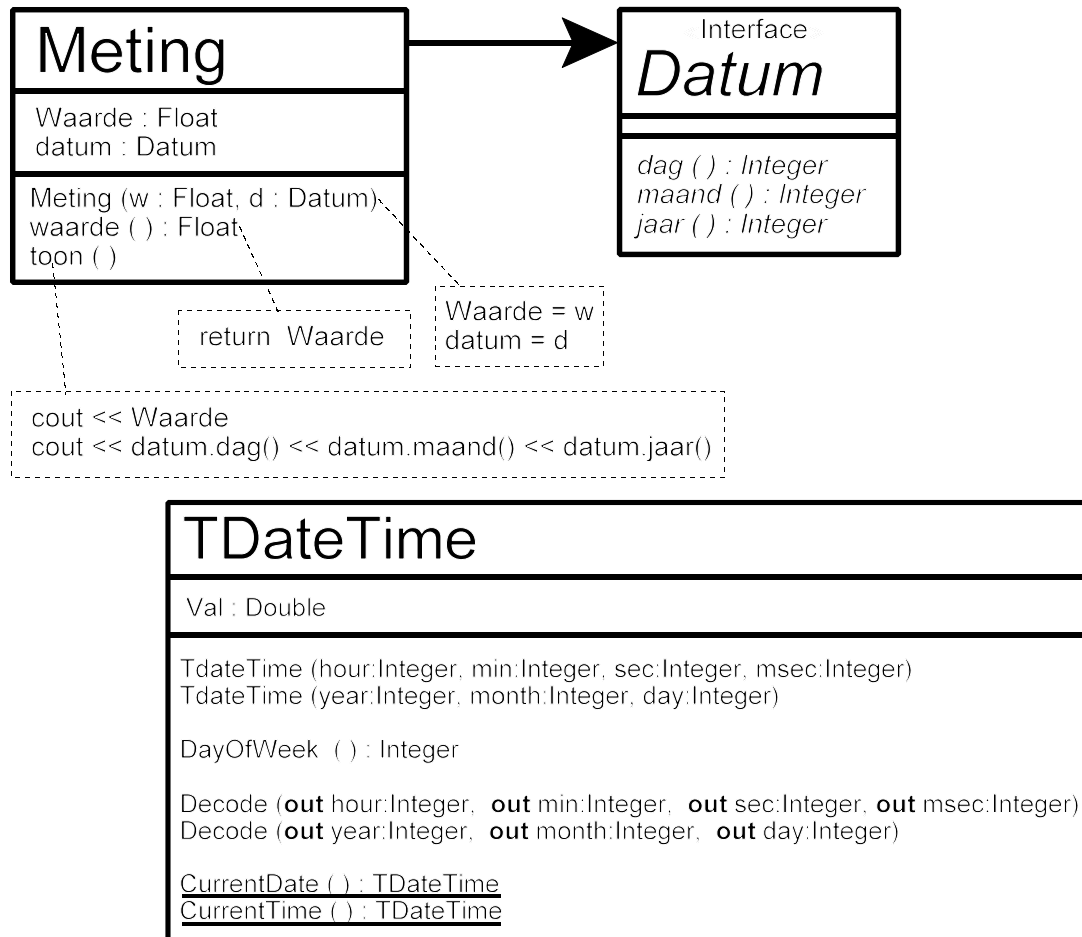 Meting
Waarde : Float
datum : Datum
Meting (w : Float, d : Datum)
waarde ( ) : Float
toon ( )
Interface
Datum
dag ( ) : Integer
maand ( ) : Integer
jaar ( ) : Integer
return Waarde
Waarde = w
datum = d
cout << Waarde
cout << datum.dag() << datum.maand() << datum.jaar()
TDateTime
Val : Double
TdateTime (hour:Integer, min:Integer, sec:Integer, msec:Integer)
TdateTime (year:Integer, month:Integer, day:Integer)
DayOfWeek ( ) : Integer
Decode (out hour:Integer, out min:Integer, out sec:Integer, out msec:Integer)
Decode (out year:Integer, out month:Integer, out day:Integer)
CurrentDate ( ) : TDateTime
CurrentTime ( ) : TDateTime